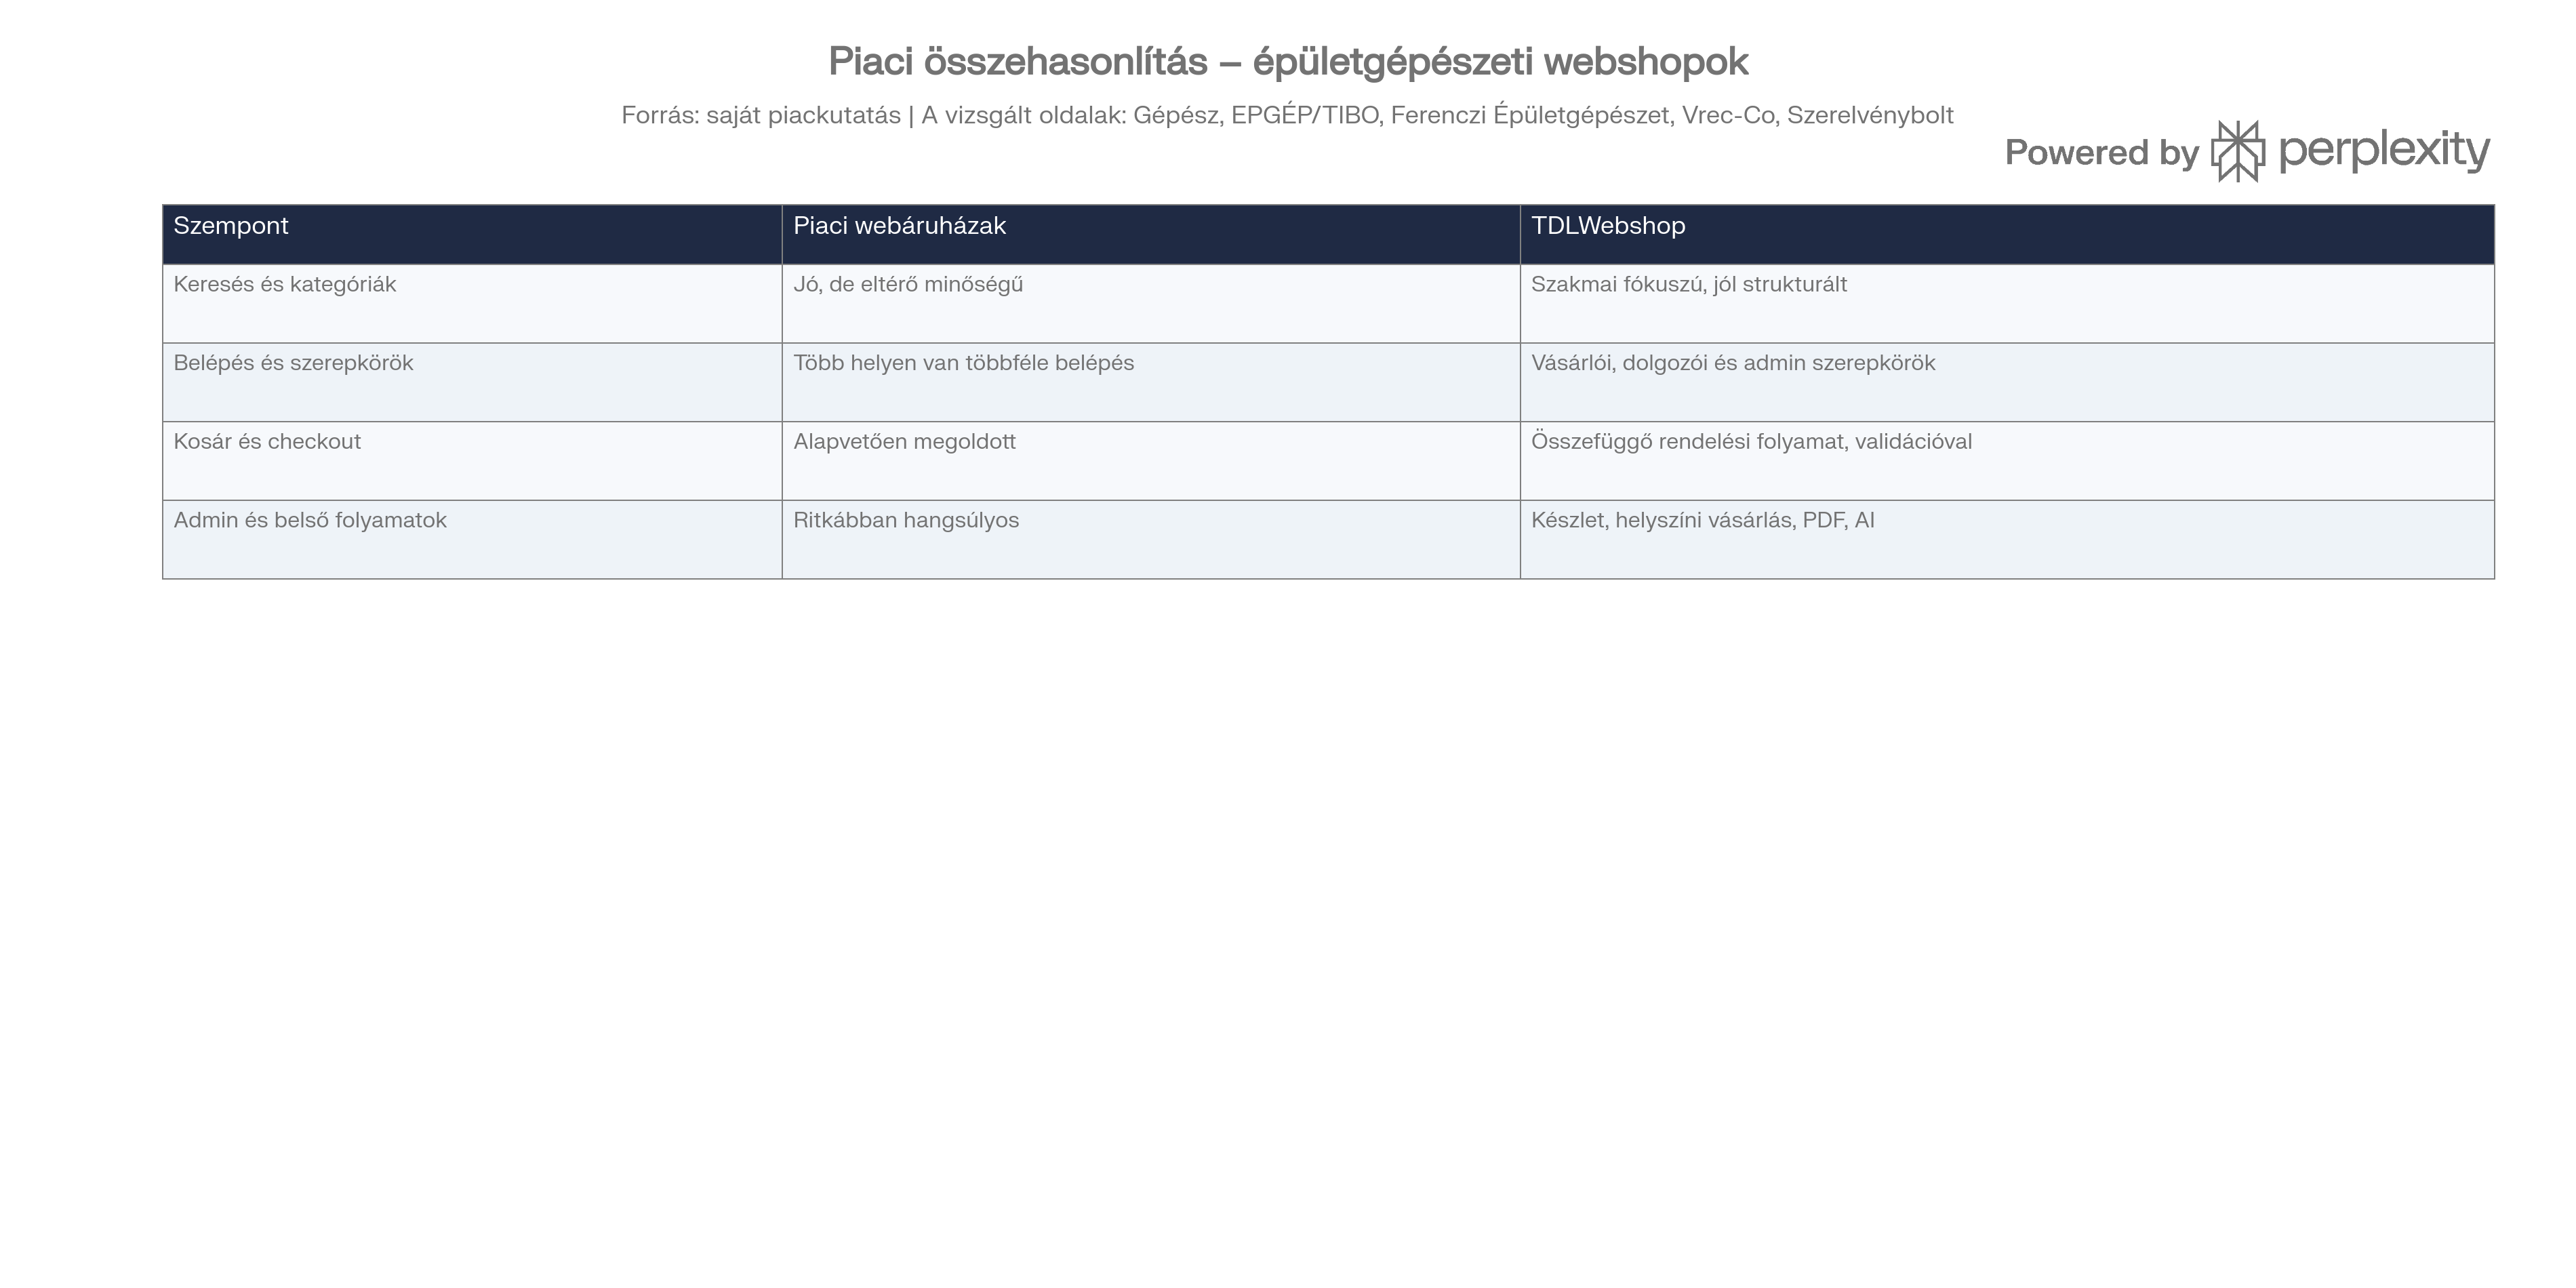 Piaci összehasonlítás – épületgépészeti webshopok
Forrás: saját piackutatás | A vizsgált oldalak: Gépész, EPGÉP/TIBO, Ferenczi Épületgépészet, Vrec-Co, Szerelvénybolt
Powered by perplexity
Szempont Piaci webáruházak TDLWebshop
Keresés és kategóriák Jó, de eltérő minőségű Szakmai fókuszú, jól strukturált
Belépés és szerepkörök Több helyen van többféle belépés Vásárlói, dolgozói és admin szerepkörök
Kosár és checkout Alapvetően megoldott Összefüggő rendelési folyamat, validációval
Admin és belső folyamatok Ritkábban hangsúlyos Készlet, helyszíni vásárlás, PDF, AI